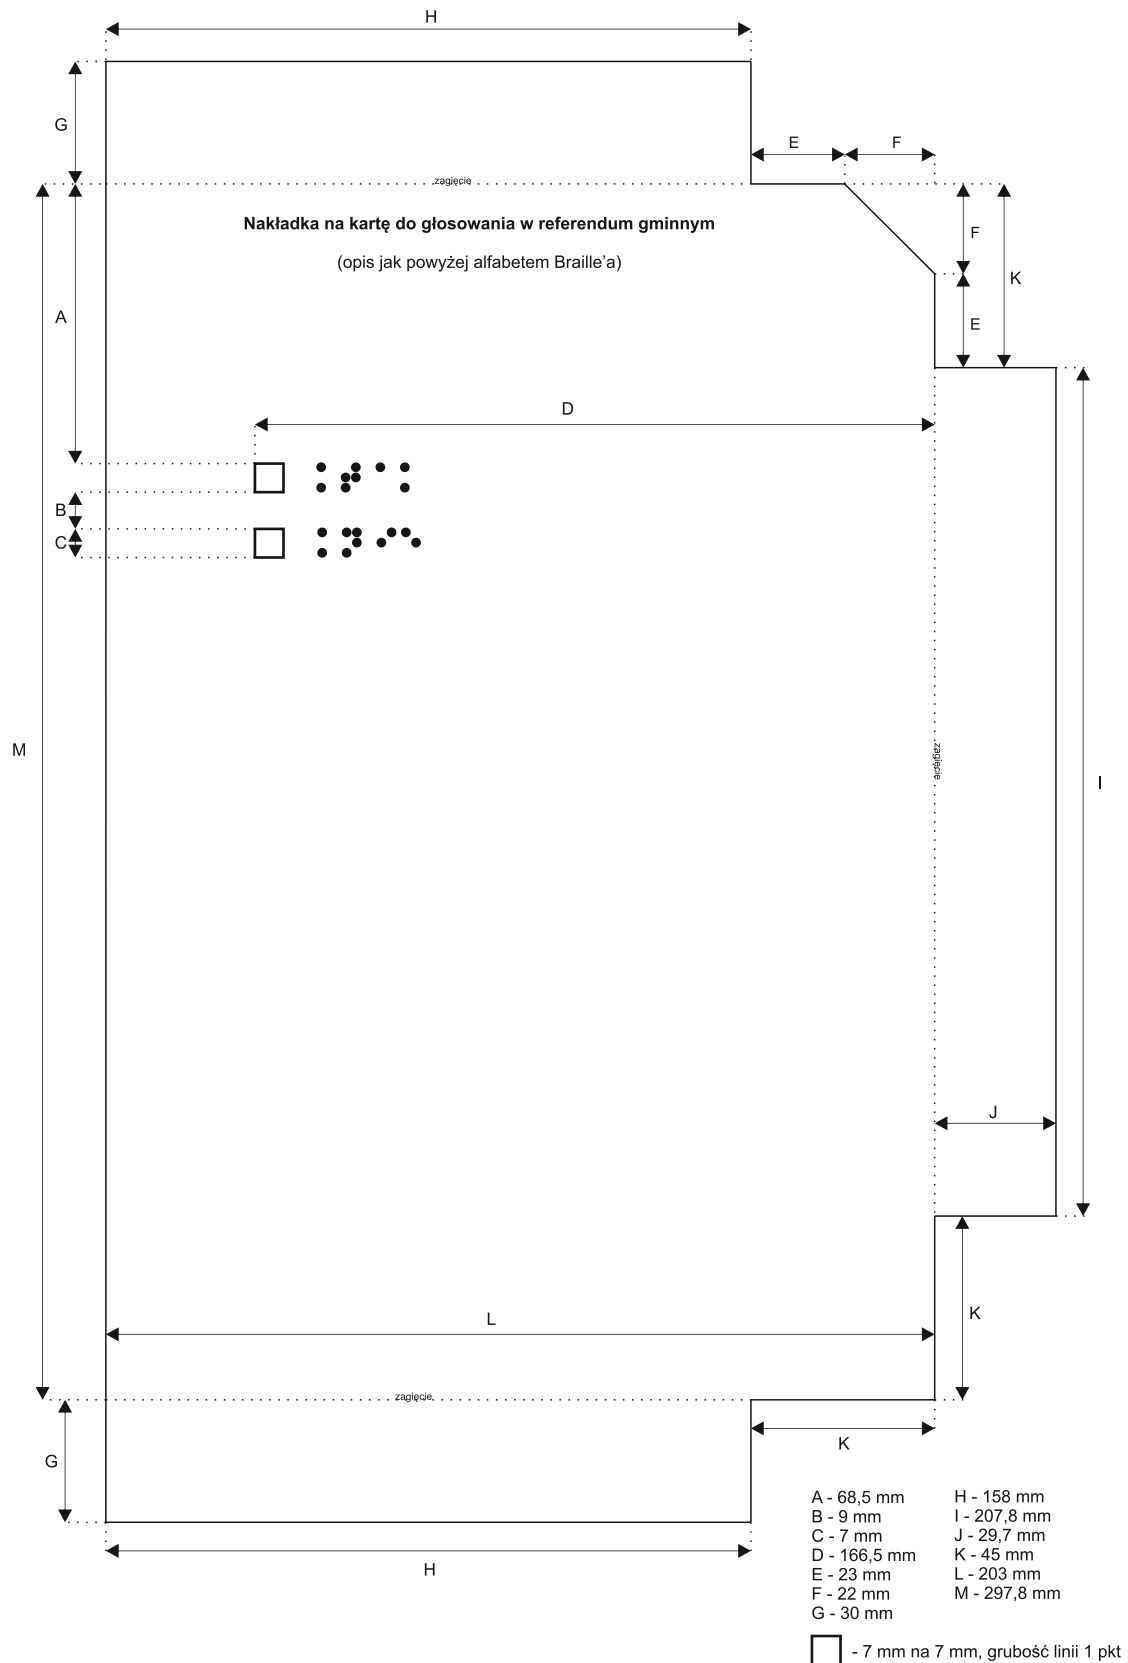 H
G
E
F
zagięcie
Nakładka na kartę do głosowania w referendum gminnym
F
(opis jak powyżej alfabetem Braille’a)
K
A
E
D
B
C
M
zagięcie
I
J
K
L
zagięcie
K
G
H
A - 68,5 mm
B - 9 mm
C - 7 mm
D - 166,5 mm
E - 23 mm
F - 22 mm
G - 30 mm
H - 158 mm
I - 207,8 mm
J - 29,7 mm
K - 45 mm
L - 203 mm
M - 297,8 mm
- 7 mm na 7 mm, grubość linii 1 pkt